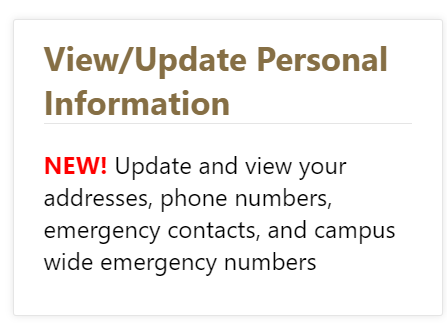 View/Update Personal
Information
NEW! Update and view your
addresses, phone numbers,
emergency contacts, and campus
wide emergency numbers